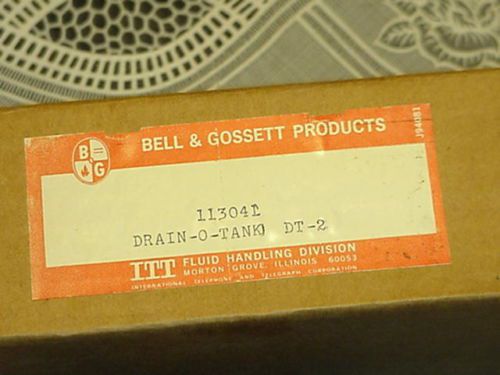 B G
BELL & GOSSETT PRODUCTS
J94081
11304L
DRAIN-O-TANK DT-2
ITT FLUID HANDLING DIVISION
MORTON GROVE, ILLINOIS 60053
INTERNATIONAL TELEPHONE AND TELEGRAPH CORPORATION